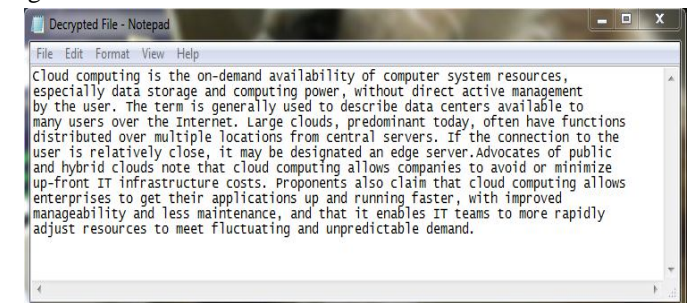 Decrypted File - Notepad
File Edit Format View Help
Cloud computing is the on-demand availability of computer system resources,
especially data storage and computing power, without direct active management
by the user. The term is generally used to describe data centers available to
many users over the Internet. Large clouds, predominant today, often have functions
distributed over multiple locations from central servers. If the connection to the
user is relatively close, it may be designated an edge server.Advocates of public
and hybrid clouds note that cloud computing allows companies to avoid or minimize
up-front IT infrastructure costs. Proponents also claim that cloud computing allows
enterprises to get their applications up and running faster, with improved
manageability and less maintenance, and that it enables IT teams to more rapidly
adjust resources to meet fluctuating and unpredictable demand.